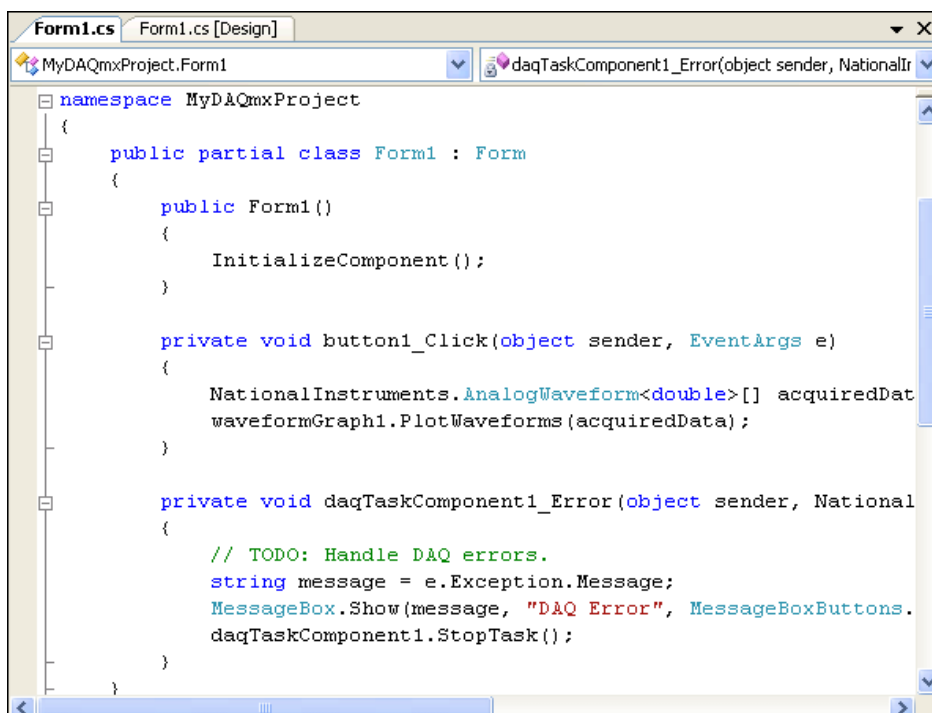 Form1.cs Form1.cs [Design]
MyDAQmxProject.Form1 daqTaskComponent1_Error(object sender, NationalIr
namespace MyDAQmxProject
{
public partial class Form1 : Form
{
public Form1()
{
InitializeComponent();
}
private void button1_Click(object sender, EventArgs e)
{
NationalInstruments.AnalogWaveform<double>[] acquiredDat
waveformGraph1.PlotWaveforms(acquiredData);
}
private void daqTaskComponent1_Error(object sender, National
{
// TODO: Handle DAQ errors.
string message = e.Exception.Message;
MessageBox.Show(message, "DAQ Error", MessageBoxButtons.
daqTaskComponent1.StopTask();
}
}